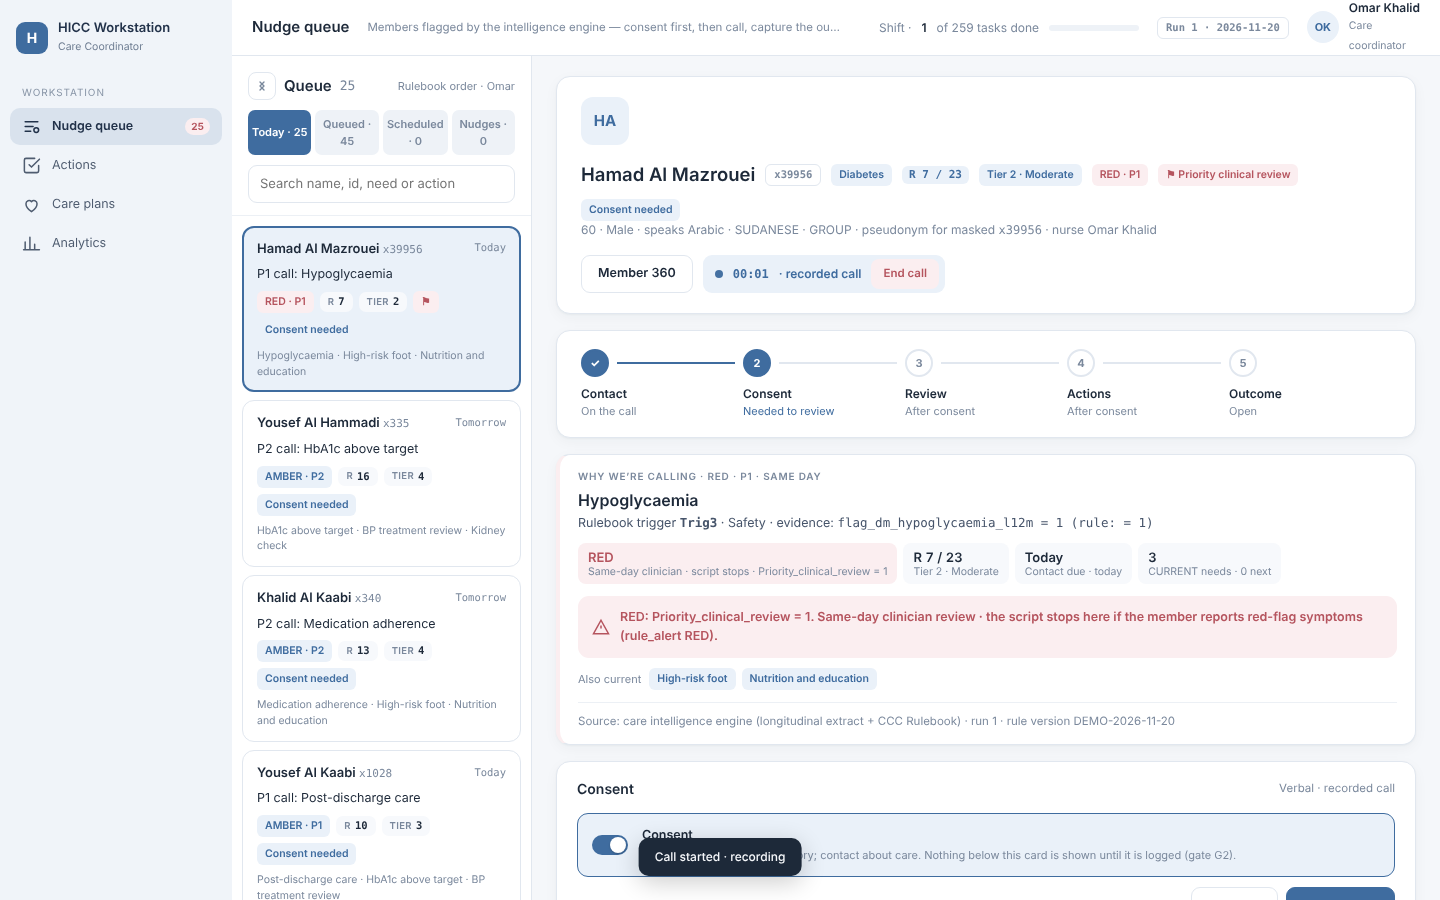 H
HICC Workstation
Care Coordinator
WORKSTATION
Nudge queue 25
Actions
Care plans
Analytics
Nudge queue
Members flagged by the intelligence engine — consent first, then call, capture the ou...
Shift · 1 of 259 tasks done
Run 1 · 2026-11-20
OK
Omar Khalid
Care
coordinator
Queue 25
Rulebook order · Omar
Today · 25
Queued · 45
Scheduled · 0
Nudges · 0
Search name, id, need or action
Hamad Al Mazrouei x39956 Today
P1 call: Hypoglycaemia
RED · P1 R 7 TIER 2
Consent needed
Hypoglycaemia · High-risk foot · Nutrition and
education
Yousef Al Hammadi x335 Tomorrow
P2 call: HbA1c above target
AMBER · P2 R 16 TIER 4
Consent needed
HbA1c above target · BP treatment review · Kidney
check
Khalid Al Kaabi x340 Tomorrow
P2 call: Medication adherence
AMBER · P2 R 13 TIER 4
Consent needed
Medication adherence · High-risk foot · Nutrition
and education
Yousef Al Kaabi x1028 Today
P1 call: Post-discharge care
AMBER · P1 R 10 TIER 3
Consent needed
Post-discharge care · HbA1c above target · BP
treatment review
HA
Hamad Al Mazrouei x39956 Diabetes R 7 / 23 Tier 2 · Moderate RED · P1 ⚑ Priority clinical review
Consent needed
60 · Male · speaks Arabic · SUDANESE · GROUP · pseudonym for masked x39956 · nurse Omar Khalid
Member 360
00:01 · recorded call
End call
2 3 4 5
Contact Consent Review Actions Outcome
On the call Needed to review After consent After consent Open
WHY WE'RE CALLING · RED · P1 · SAME DAY
Hypoglycaemia
Rulebook trigger Trig3 · Safety · evidence: flag_dm_hypoglycaemia_l12m = 1 (rule: = 1)
RED
Same-day clinician · script stops · Priority_clinical_review = 1
R 7 / 23
Tier 2 · Moderate
Today
Contact due · today
3
CURRENT needs · 0 next
RED: Priority_clinical_review = 1. Same-day clinician review · the script stops here if the member reports red-flag symptoms
(rule_alert RED).
Also current High-risk foot Nutrition and education
Source: care intelligence engine (longitudinal extract + CCC Rulebook) · run 1 · rule version DEMO-2026-11-20
Consent
Verbal · recorded call
Consent
ry; contact about care. Nothing below this card is shown until it is logged (gate G2).
Call started · recording